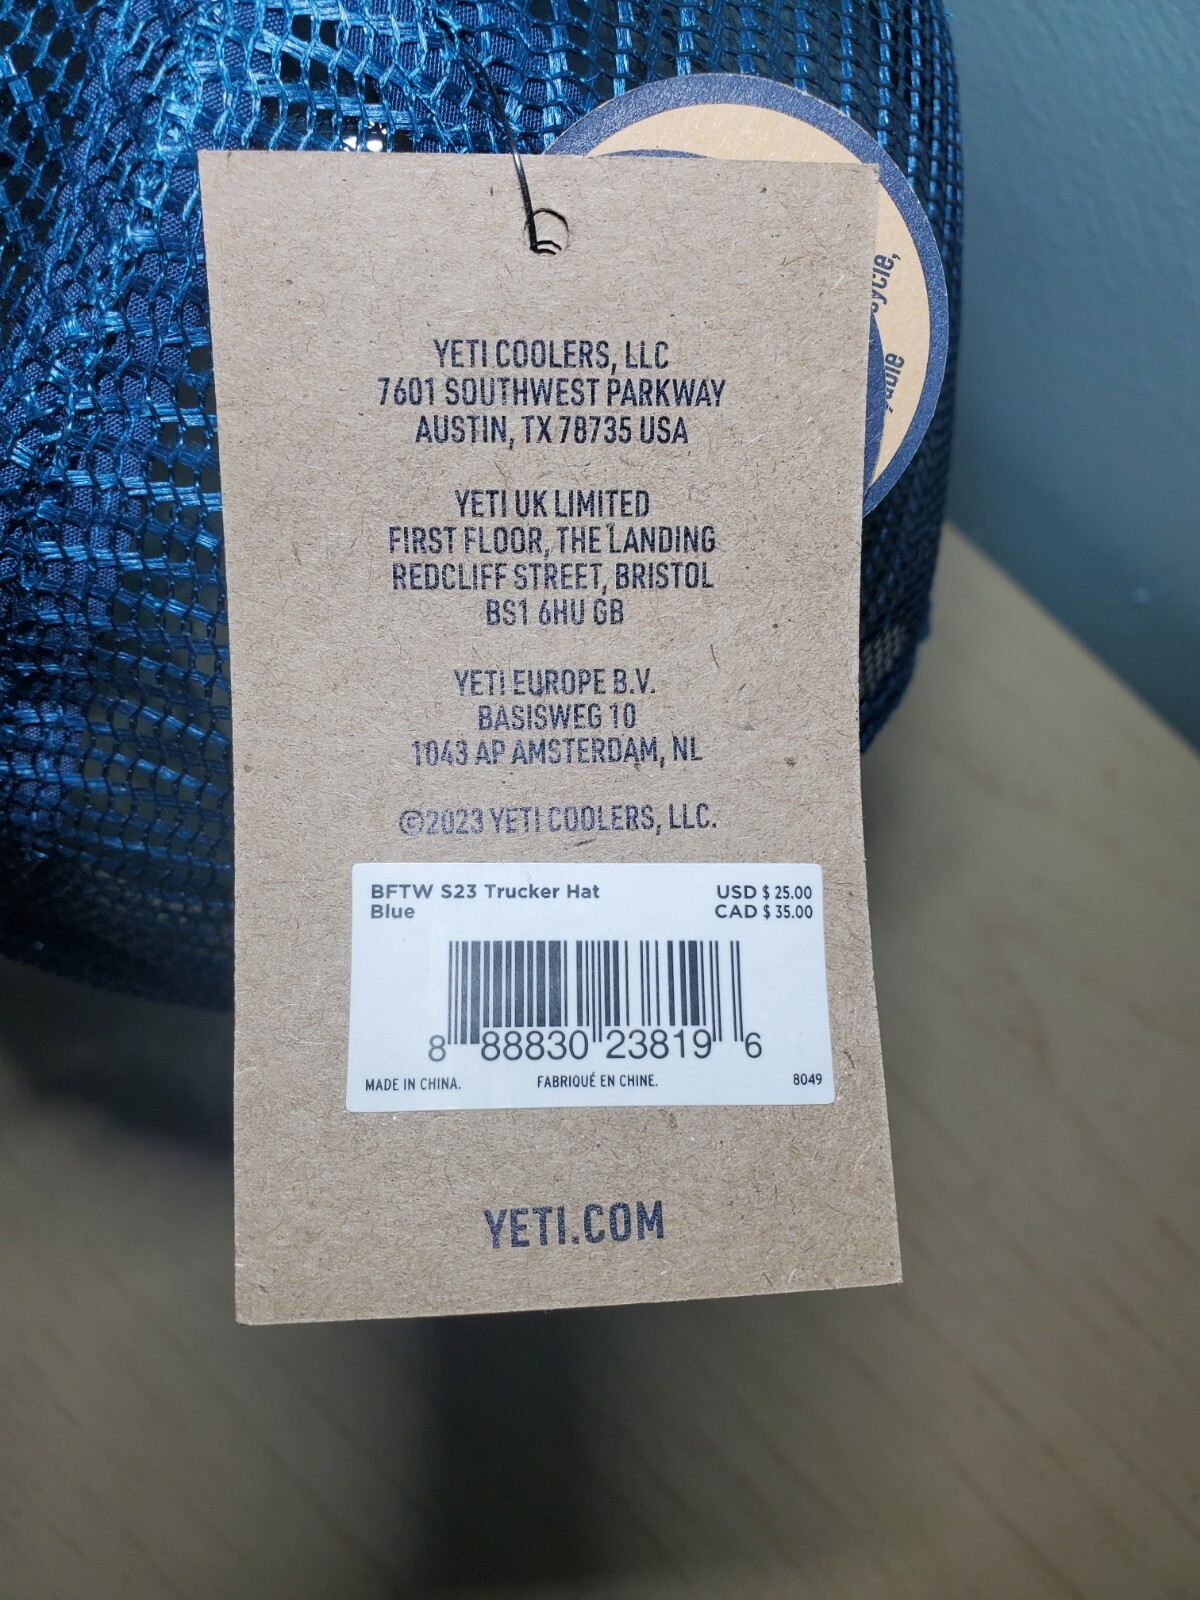 YETI COOLERS, LLC
7601 SOUTHWEST PARKWAY
AUSTIN, TX 78735 USA
YETI UK LIMITED
FIRST FLOOR, THE LANDING
REDCLIFF STREET, BRISTOL
BS1 6HU GB
YETI EUROPE B.V.
BASISWEG 10
1043 AP AMSTERDAM, NL
©2023 YETI COOLERS, LLC.
BFTW S23 Trucker Hat USD $ 25.00
Blue CAD $ 35.00
8 88830 23819 6
MADE IN CHINA. FABRIQUÉ EN CHINE. 8049
YETI.COM